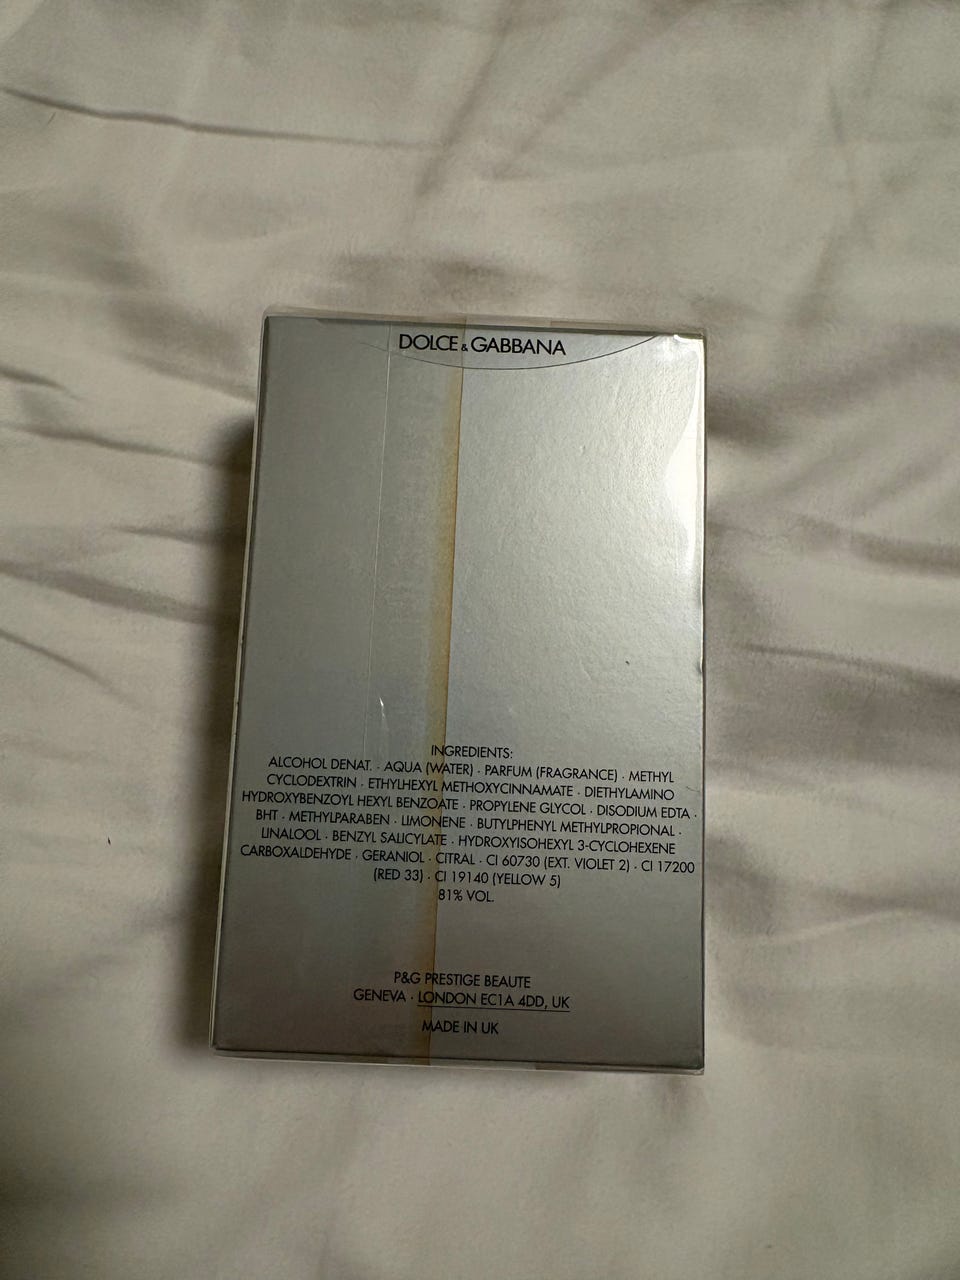 DOLCE & GABBANA
INGREDIENTS:
ALCOHOL DENAT. · AQUA (WATER) · PARFUM (FRAGRANCE) · METHYL
CYCLODEXTRIN · ETHYLHEXYL METHOXYCINNAMATE · DIETHYLAMINO
HYDROXYBENZOYL HEXYL BENZOATE · PROPYLENE GLYCOL · DISODIUM EDTA ·
BHT · METHYLPARABEN · LIMONENE · BUTYLPHENYL METHYLPROPIONAL ·
LINALOOL · BENZYL SALICYLATE · HYDROXYISOHEXYL 3-CYCLOHEXENE
CARBOXALDEHYDE · GERANIOL · CITRAL · CI 60730 (EXT. VIOLET 2) · CI 17200
(RED 33) · CI 19140 (YELLOW 5)
81% VOL.
P&G PRESTIGE BEAUTE
GENEVA · LONDON EC1A 4DD, UK
MADE IN UK